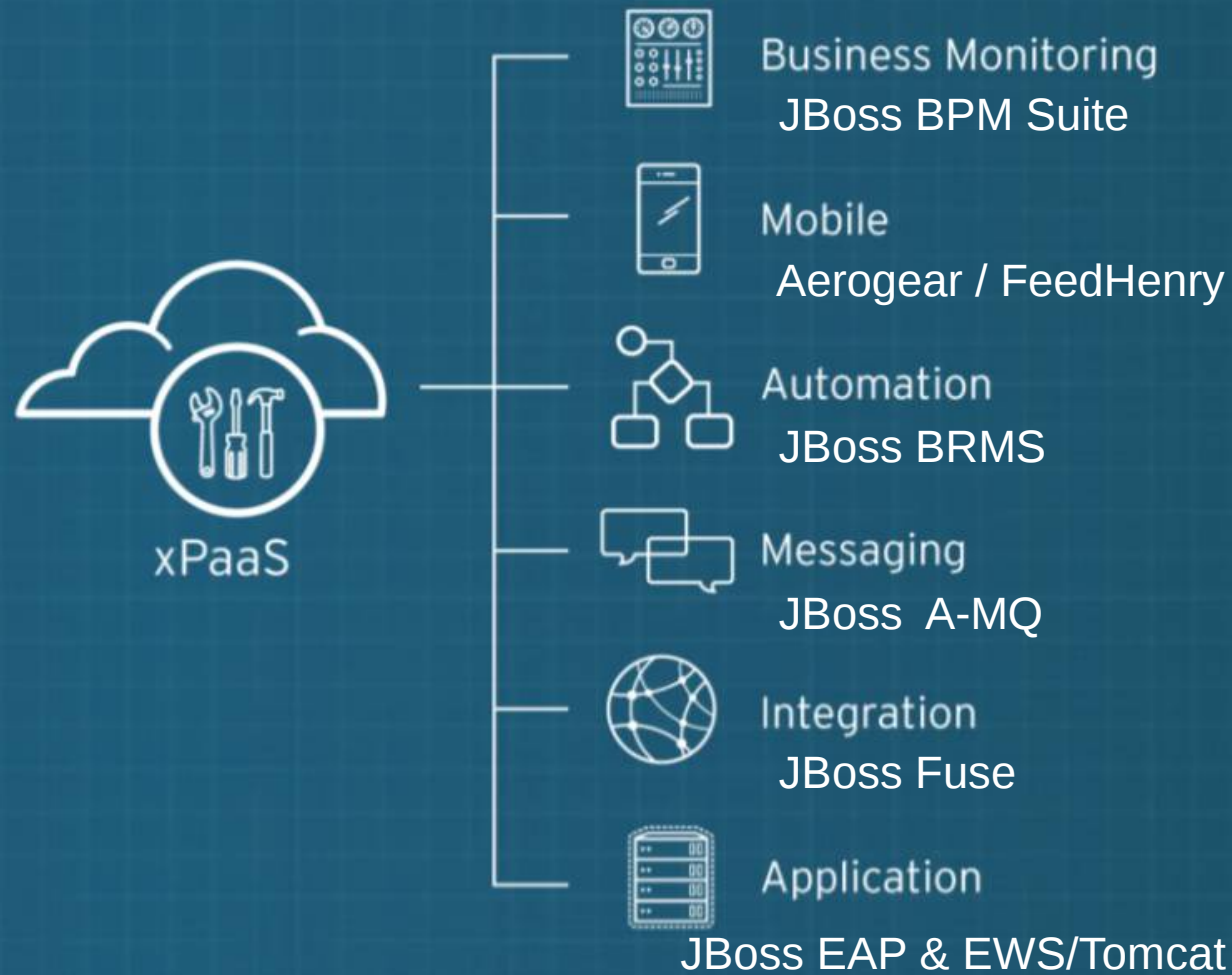 Business Monitoring
JBoss BPM Suite
Mobile
Aerogear / FeedHenry
Automation
JBoss BRMS
xPaaS
Messaging
JBoss A-MQ
Integration
JBoss Fuse
Application
JBoss EAP & EWS/Tomcat